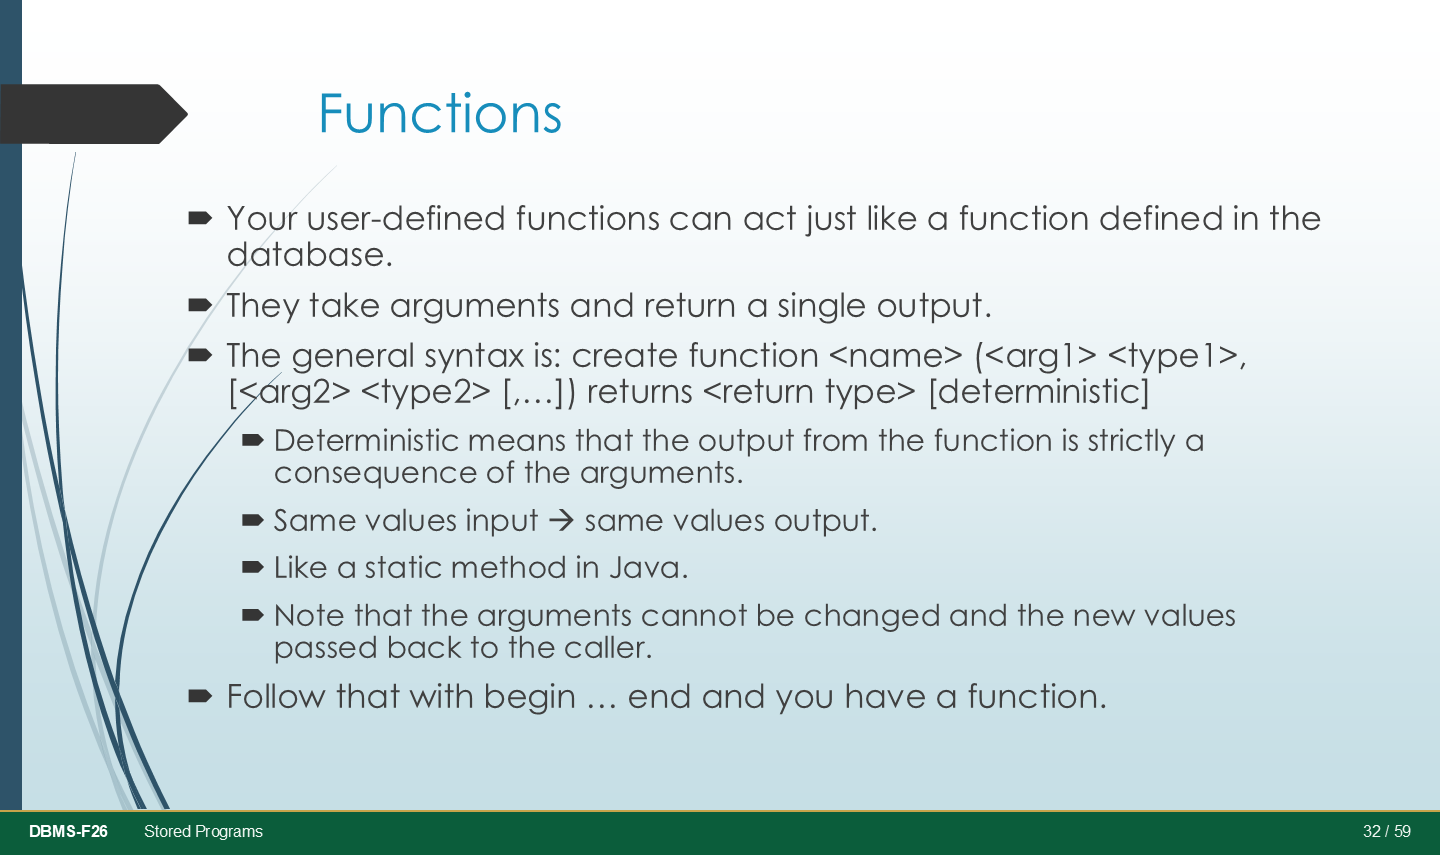 Functions
Your user-defined functions can act just like a function defined in the
database.
They take arguments and return a single output.
The general syntax is: create function <name> (<arg1> <type1>,
[<arg2> <type2> [,…]) returns <return type> [deterministic]
Deterministic means that the output from the function is strictly a
consequence of the arguments.
Same values input → same values output.
Like a static method in Java.
Note that the arguments cannot be changed and the new values
passed back to the caller.
Follow that with begin … end and you have a function.
DBMS-F26 Stored Programs 32 / 59